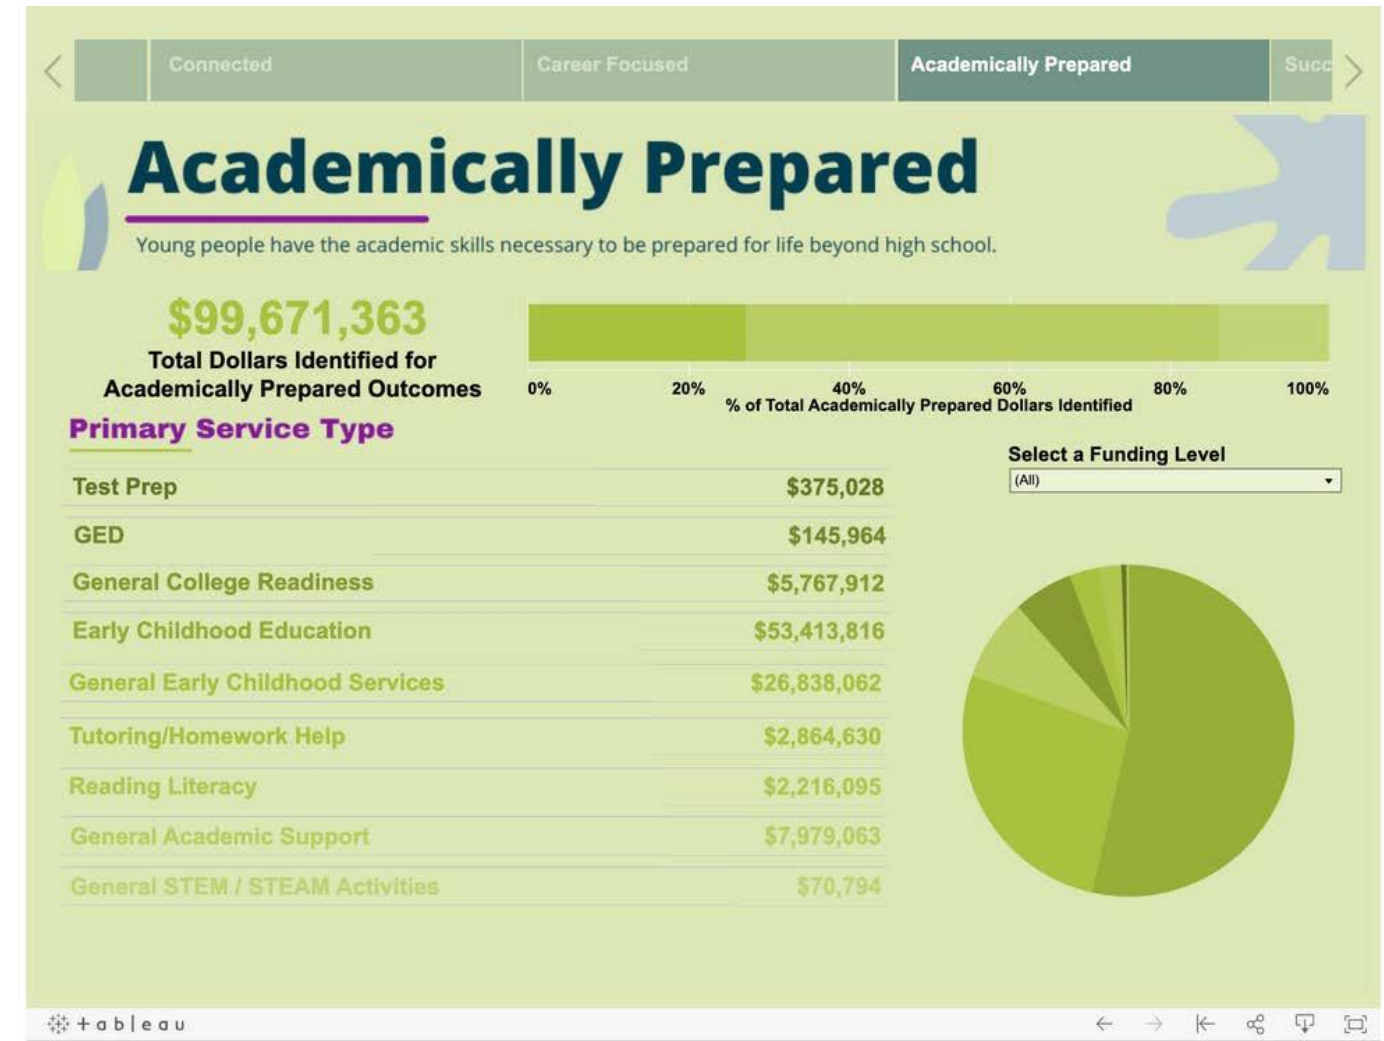 Connected
Career Focused
Academically Prepared
Succ
Academically Prepared
Young people have the academic skills necessary to be prepared for life beyond high school.
$99,671,363
Total Dollars Identified for
Academically Prepared Outcomes
0% 20% 40% 60% 80% 100%
% of Total Academically Prepared Dollars Identified
Primary Service Type
Select a Funding Level
(All)
Test Prep $375,028
GED $145,964
General College Readiness $5,767,912
Early Childhood Education $53,413,816
General Early Childhood Services $26,838,062
Tutoring/Homework Help $2,864,630
Reading Literacy $2,216,095
General Academic Support $7,979,063
General STEM / STEAM Activities $70,794
+ableau